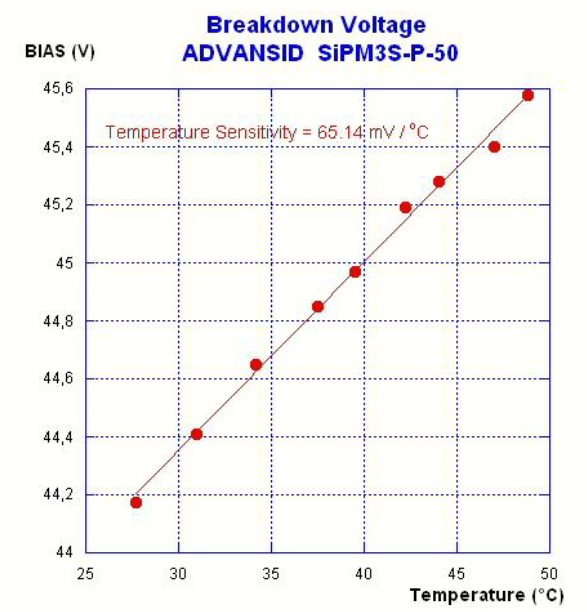 Breakdown Voltage
ADVANSID SiPM3S-P-50
BIAS (V)
45,6
Temperature Sensitivity = 65.14 mV / °C
45,4
45,2
45
44,8
44,6
44,4
44,2
44
25 30 35 40 45 50
Temperature (°C)